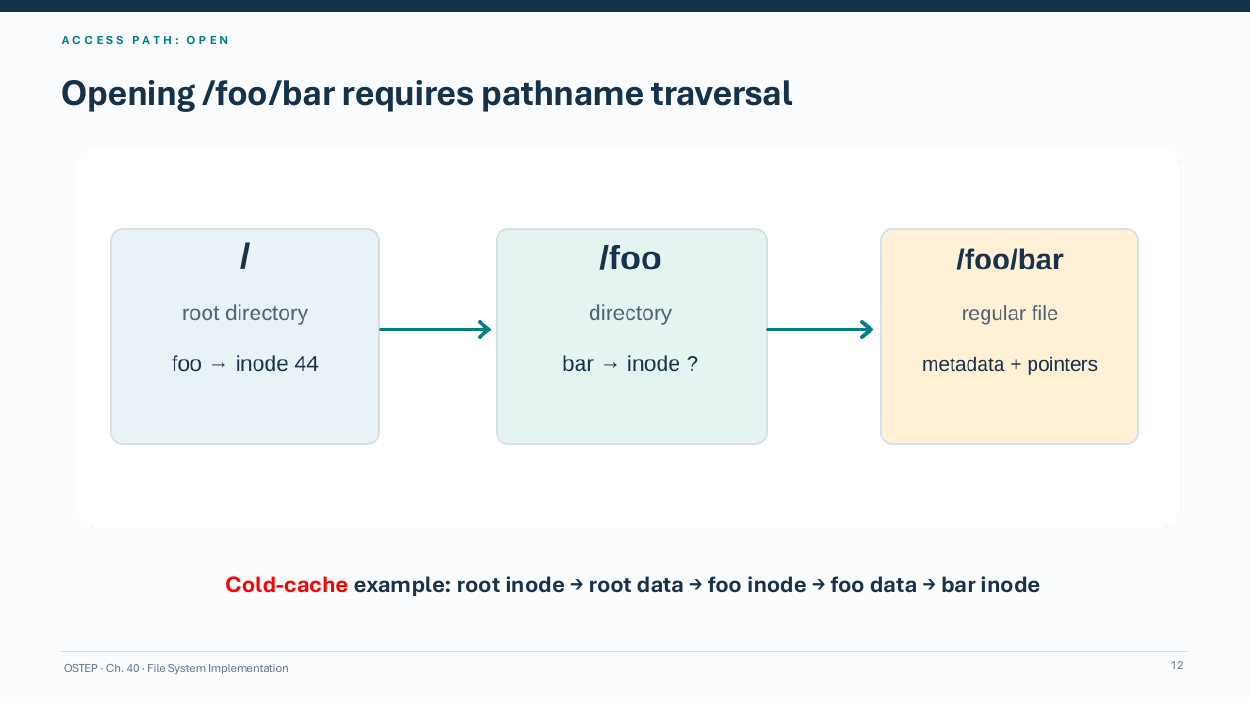 ACCESS PATH: OPEN
Opening /foo/bar requires pathname traversal
/
root directory
foo → inode 44
/foo
directory
bar → inode ?
/foo/bar
regular file
metadata + pointers
Cold-cache example: root inode → root data → foo inode → foo data → bar inode
OSTEP · Ch. 40 · File System Implementation
12